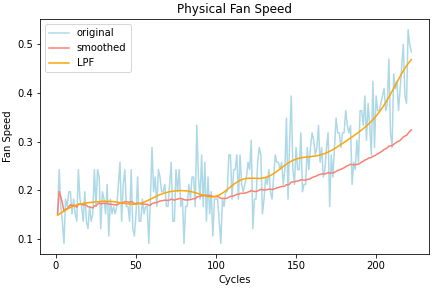 Physical Fan Speed
original
smoothed
LPF
Fan Speed
0.5
0.4
0.3
0.2
0.1
0 50 100 150 200
Cycles